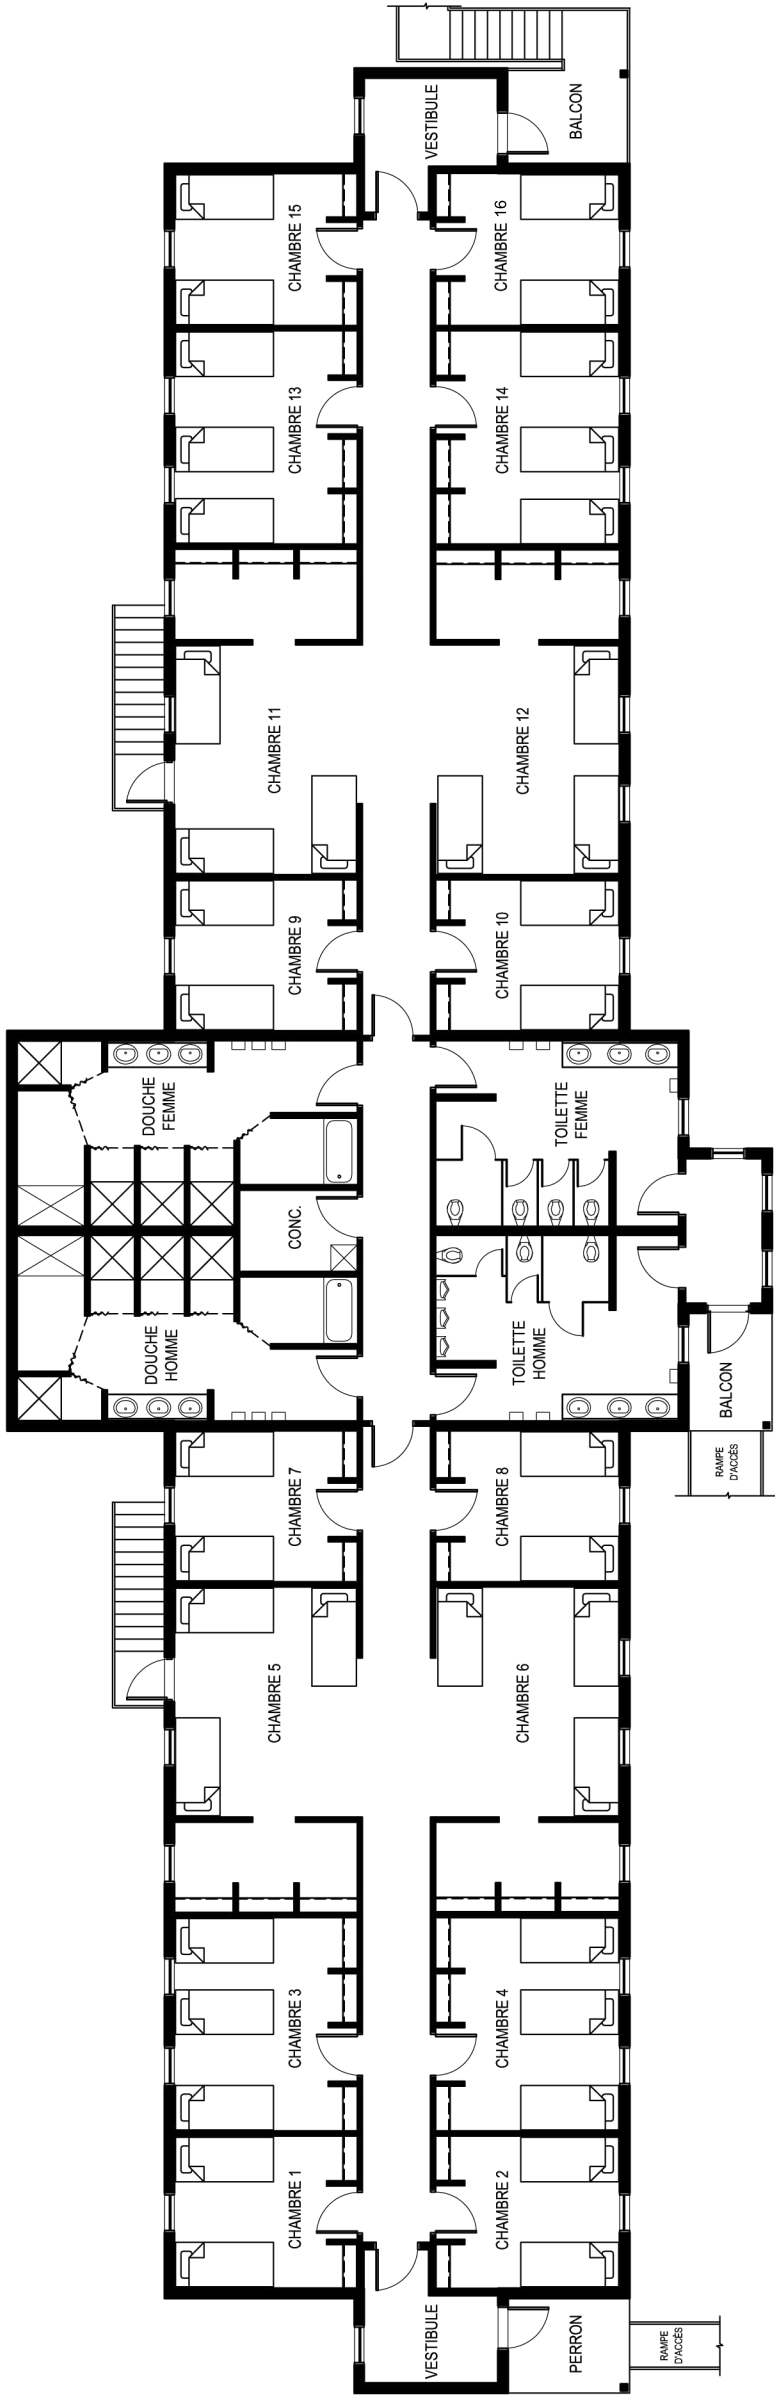 VESTIBULE
BALCON
CHAMBRE 15
CHAMBRE 16
CHAMBRE 13
CHAMBRE 14
CHAMBRE 11
CHAMBRE 12
CHAMBRE 9
CHAMBRE 10
DOUCHE
FEMME
TOILETTE
FEMME
CONC.
DOUCHE
HOMME
TOILETTE
HOMME
BALCON
RAMPE
D'ACCÈS
CHAMBRE 7
CHAMBRE 8
CHAMBRE 5
CHAMBRE 6
CHAMBRE 3
CHAMBRE 4
CHAMBRE 1
CHAMBRE 2
VESTIBULE
PERRON
RAMPE
D'ACCÈS